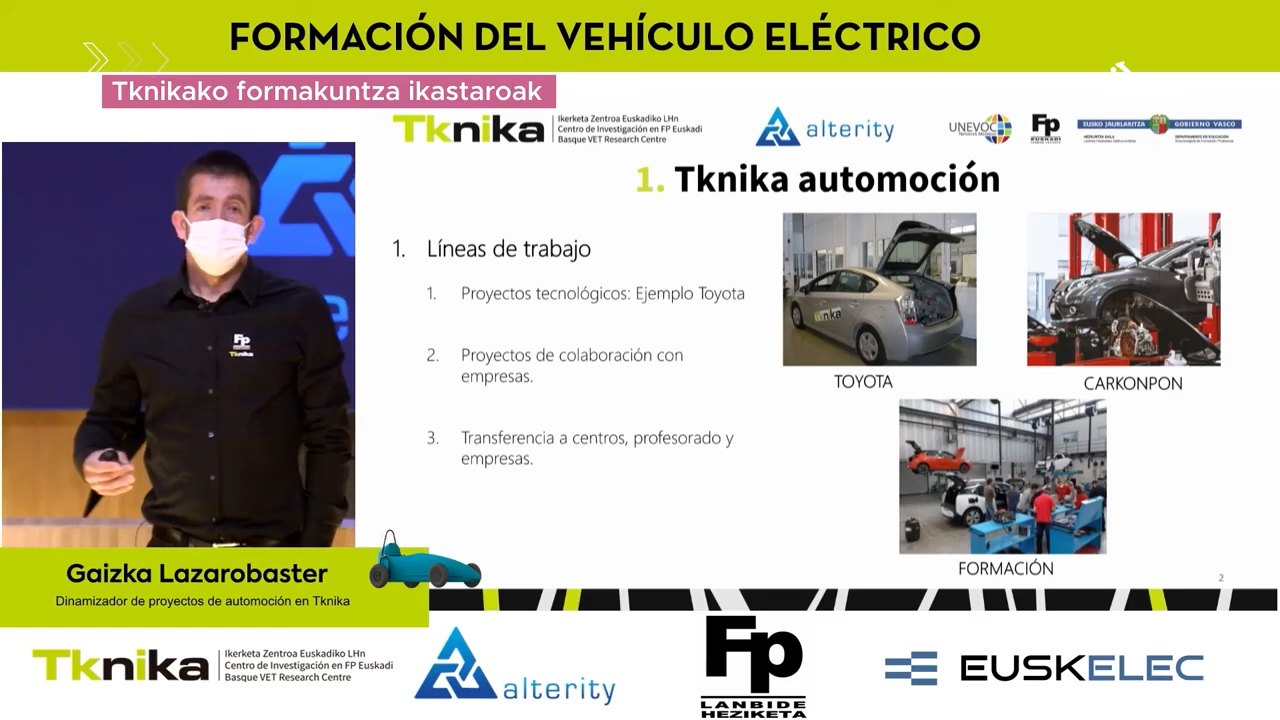 FORMACIÓN DEL VEHÍCULO ELÉCTRICO
Tknikako formakuntza ikastaroak
Tknika
Ikerketa Zentroa Euskadiko LHn
Centro de Investigación en FP Euskadi
Basque VET Research Centre
alterity
UNEVOC
Fp
EUSKO JAURLARITZA
GOBIERNO VASCO
1. Tknika automoción
1. Líneas de trabajo
1. Proyectos tecnológicos: Ejemplo Toyota
2. Proyectos de colaboración con
empresas.
3. Transferencia a centros, profesorado y
empresas.
tknika
TOYOTA
CARKONPON
FORMACIÓN
2
Fp
Tknika
Gaizka Lazarobaster
Dinamizador de proyectos de automoción en Tknika
Tknika
Ikerketa Zentroa Euskadiko LHn
Centro de Investigación en FP Euskadi
Basque VET Research Centre
alterity
Fp
LANBIDE
HEZIKETA
EUSKELEC